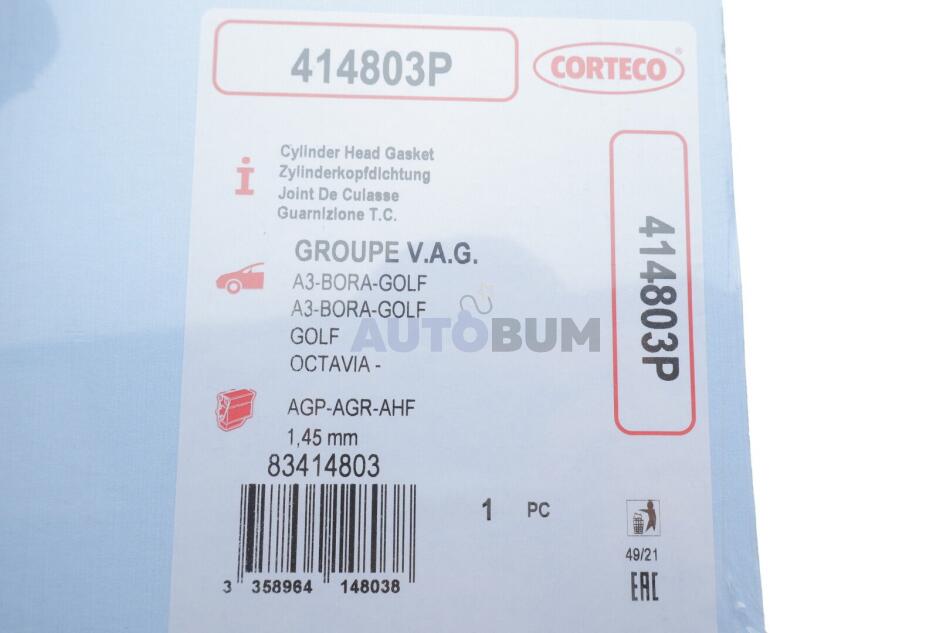 414803P
CORTECO®
Cylinder Head Gasket
Zylinderkopfdichtung
Joint De Culasse
Guarnizione T.C.
GROUPE V.A.G.
A3-BORA-GOLF
A3-BORA-GOLF
GOLF
OCTAVIA -
AUTOBUM
414803P
AGP-AGR-AHF
1,45 mm
83414803
1 PC
3 358964 148038
49/21
EAC